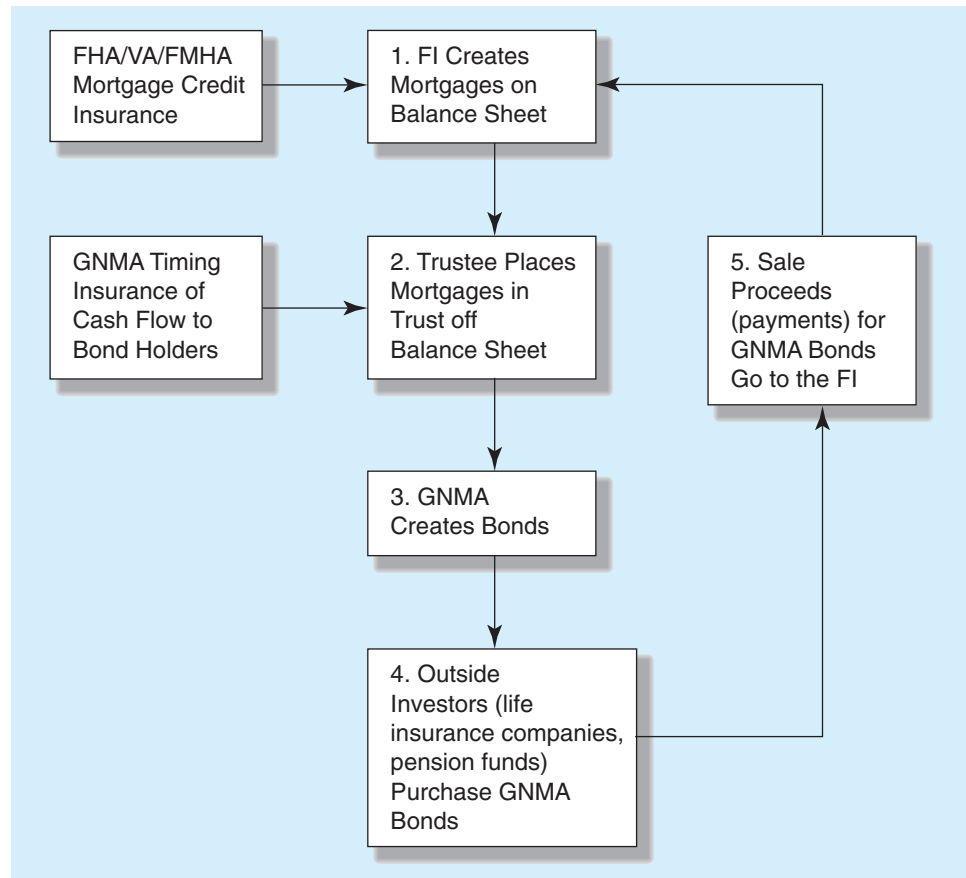 FHA/VA/FMHA
Mortgage Credit
Insurance
1. FI Creates
Mortgages on
Balance Sheet
GNMA Timing
Insurance of
Cash Flow to
Bond Holders
2. Trustee Places
Mortgages in
Trust off
Balance Sheet
5. Sale
Proceeds
(payments) for
GNMA Bonds
Go to the FI
3. GNMA
Creates Bonds
4. Outside
Investors (life
insurance companies,
pension funds)
Purchase GNMA
Bonds